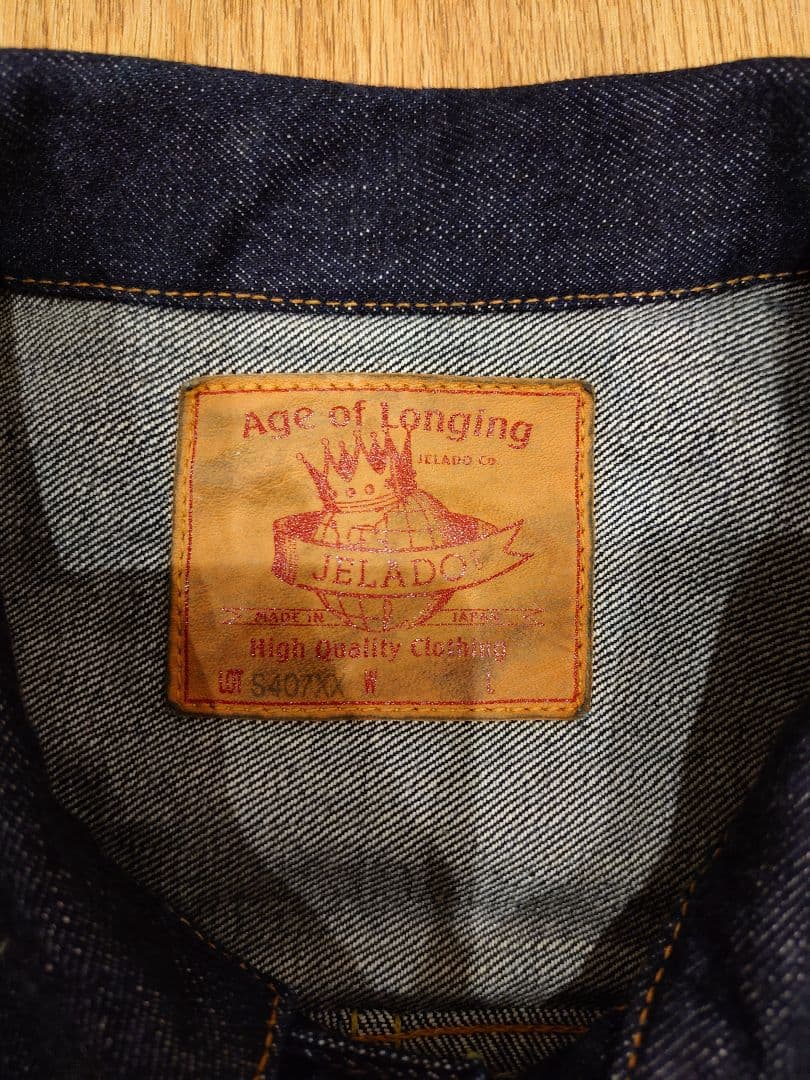 Age of Longing
JELADO CO
JELADO
MADE IN JAPAN
High Quality Clothing
LOT S407XX W L